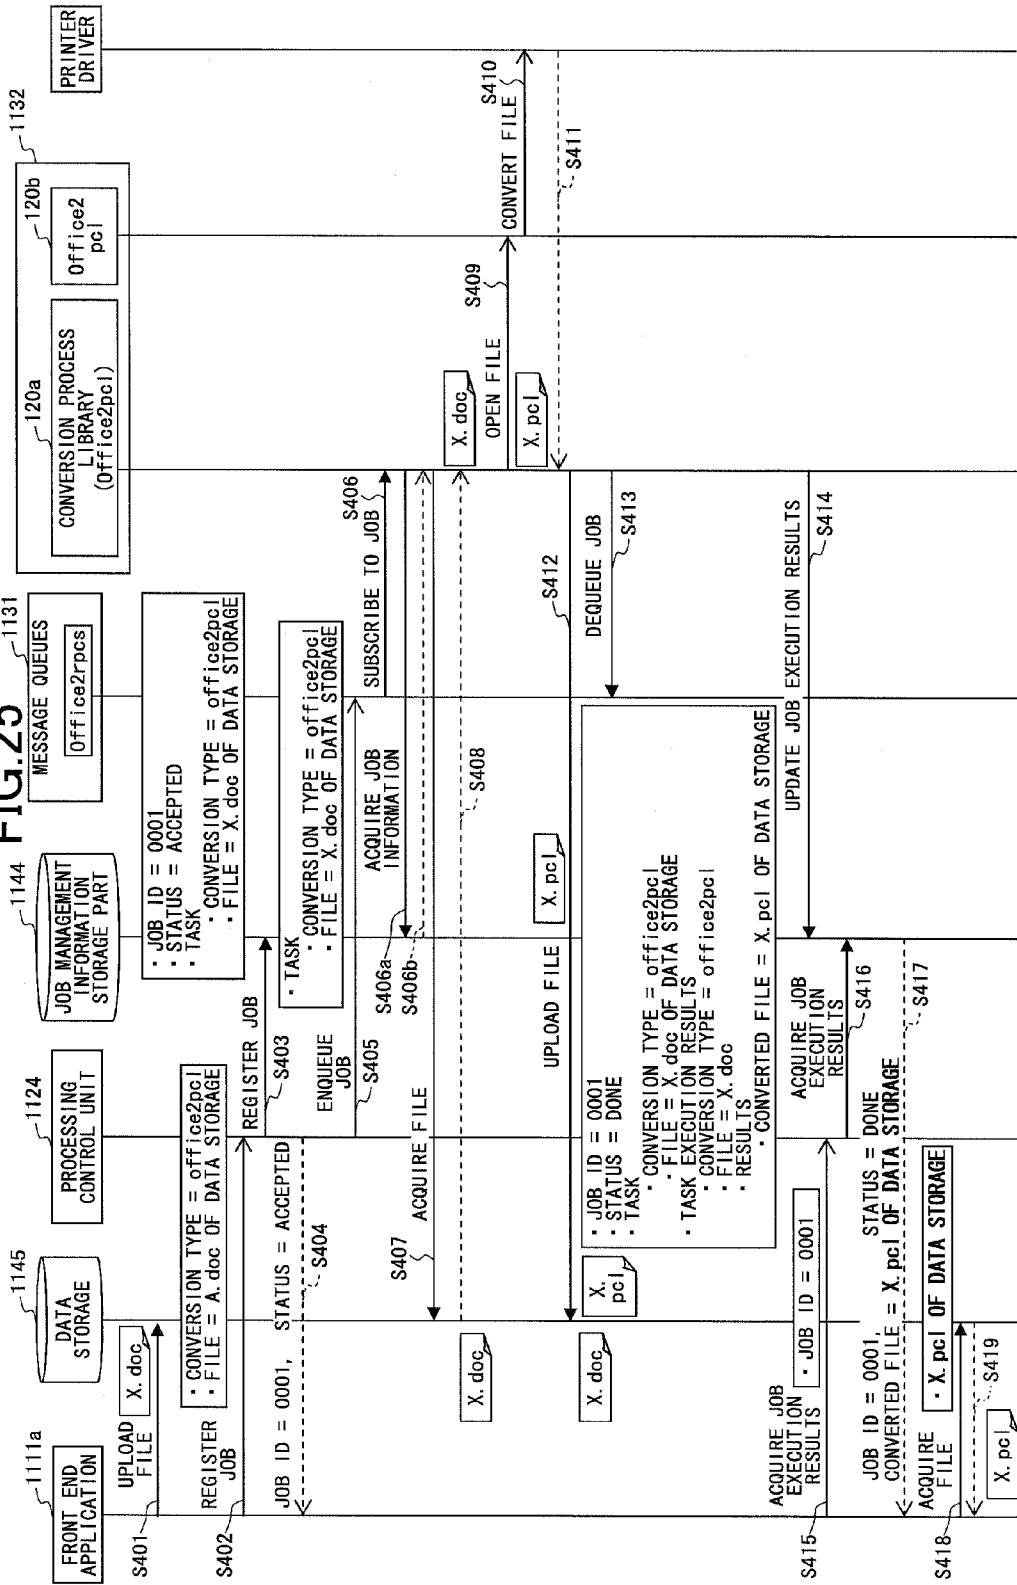 FIG.25
1111a
FRONT END
APPLICATION
1145
DATA
STORAGE
1124
PROCESSING
CONTROL UNIT
1144
JOB MANAGEMENT
INFORMATION
STORAGE PART
1131
MESSAGE QUEUES
Office2rpcs
1132
120a
CONVERSION PROCESS
LIBRARY
(Office2pcl)
120b
Office2
pcl
PRINTER
DRIVER
S401
UPLOAD
FILE
X.doc
S402
REGISTER
JOB
· CONVERSION TYPE = office2pcl
· FILE = A.doc OF DATA STORAGE
REGISTER JOB
S403
· JOB ID = 0001
· STATUS = ACCEPTED
· TASK
· CONVERSION TYPE = office2pcl
· FILE = X.doc OF DATA STORAGE
JOB ID = 0001, STATUS = ACCEPTED
S404
ENQUEUE
JOB
S405
· TASK
· CONVERSION TYPE = office2pcl
· FILE = X.doc OF DATA STORAGE
SUBSCRIBE TO JOB
S406
ACQUIRE JOB
INFORMATION
S406a
S406b
S407
ACQUIRE FILE
S408
X.doc
X.doc
OPEN FILE
S409
CONVERT FILE
S410
X.pcl
S411
UPLOAD FILE
X.pcl
S412
X.
pcl
X.doc
DEQUEUE JOB
S413
· JOB ID = 0001
· STATUS = DONE
· TASK
· CONVERSION TYPE = office2pcl
· FILE = X.doc OF DATA STORAGE
· TASK EXECUTION RESULTS
· CONVERSION TYPE = office2pcl
· FILE = X.doc
· RESULTS
· CONVERTED FILE = X.pcl OF DATA STORAGE
UPDATE JOB EXECUTION RESULTS
S414
S415
ACQUIRE JOB
EXECUTION
RESULTS
· JOB ID = 0001
ACQUIRE JOB
EXECUTION
RESULTS
S416
JOB ID = 0001, STATUS = DONE
CONVERTED FILE = X.pcl OF DATA STORAGE
S417
S418
ACQUIRE
FILE
· X.pcl OF DATA STORAGE
S419
X.pcl